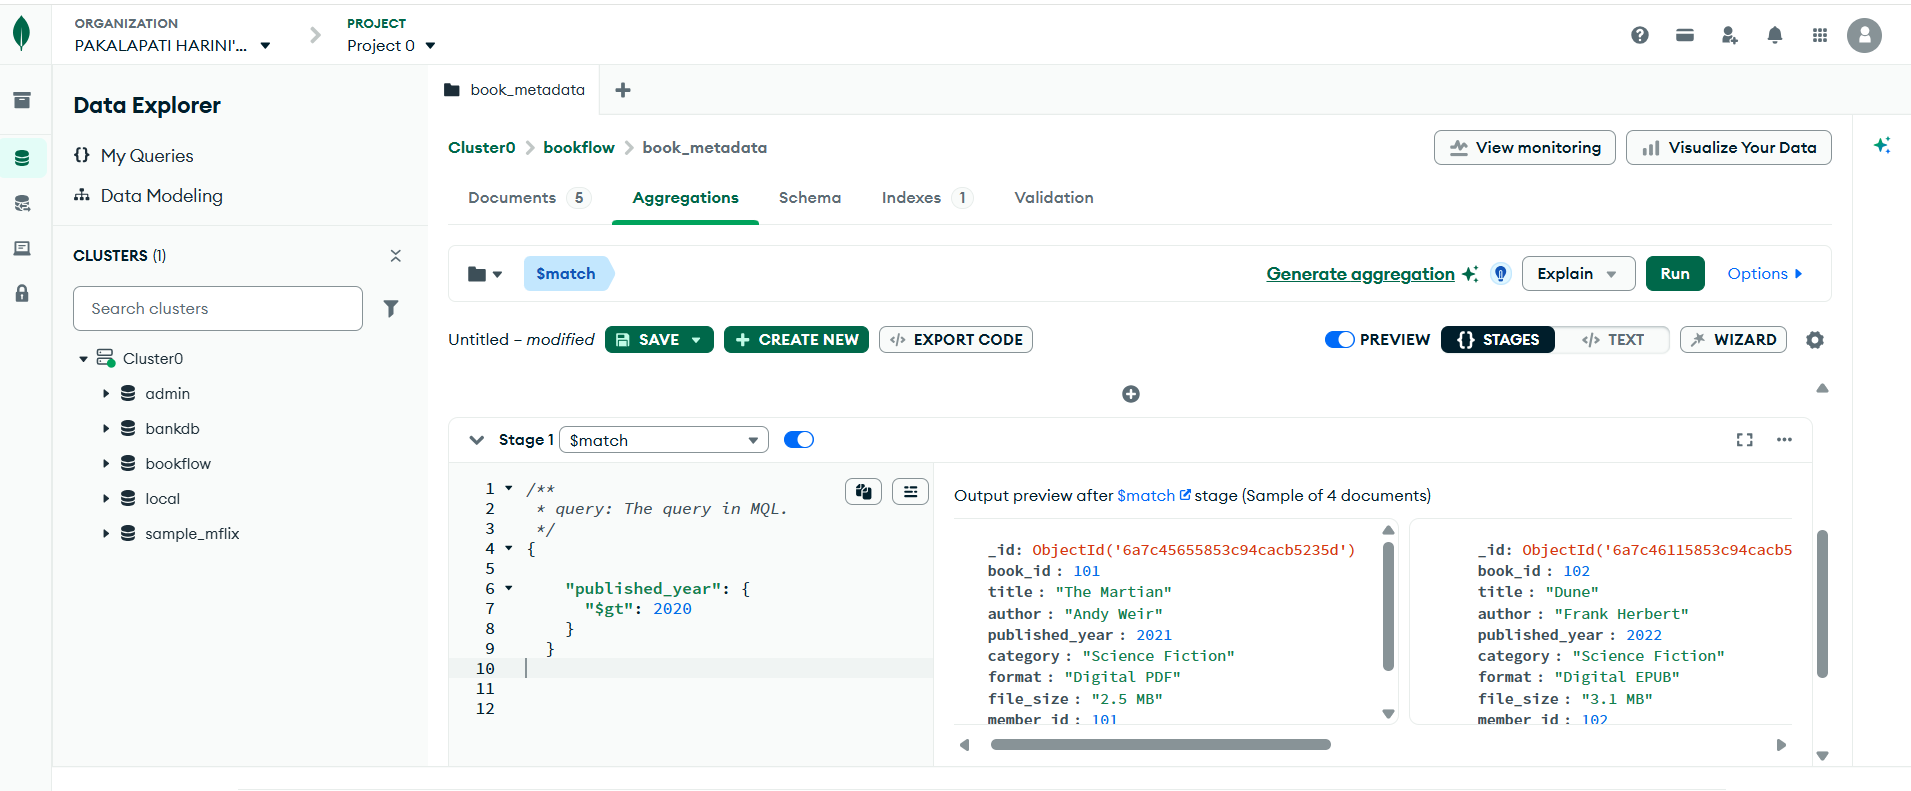 ORGANIZATION
PAKALAPATI HARINI'...
PROJECT
Project 0
Data Explorer
My Queries
Data Modeling
CLUSTERS (1)
Search clusters
Cluster0
admin
bankdb
bookflow
local
sample_mflix
book_metadata
Cluster0 bookflow book_metadata
View monitoring
Visualize Your Data
Documents 5 Aggregations Schema Indexes 1 Validation
$match
Generate aggregation
Explain
Run
Options
Untitled – modified
SAVE
CREATE NEW
</> EXPORT CODE
PREVIEW
{} STAGES
</> TEXT
WIZARD
Stage 1 $match
1 /**
2 * query: The query in MQL.
3 */
4 {
5
6 "published_year": {
7 "$gt": 2020
8 }
9 }
10
11
12
Output preview after $match stage (Sample of 4 documents)
_id: ObjectId('6a7c45655853c94cacb5235d')
book_id : 101
title : "The Martian"
author : "Andy Weir"
published_year : 2021
category : "Science Fiction"
format : "Digital PDF"
file_size : "2.5 MB"
member_id : 101
_id: ObjectId('6a7c46115853c94cacb5
book_id : 102
title : "Dune"
author : "Frank Herbert"
published_year : 2022
category : "Science Fiction"
format : "Digital EPUB"
file_size : "3.1 MB"
member_id : 102